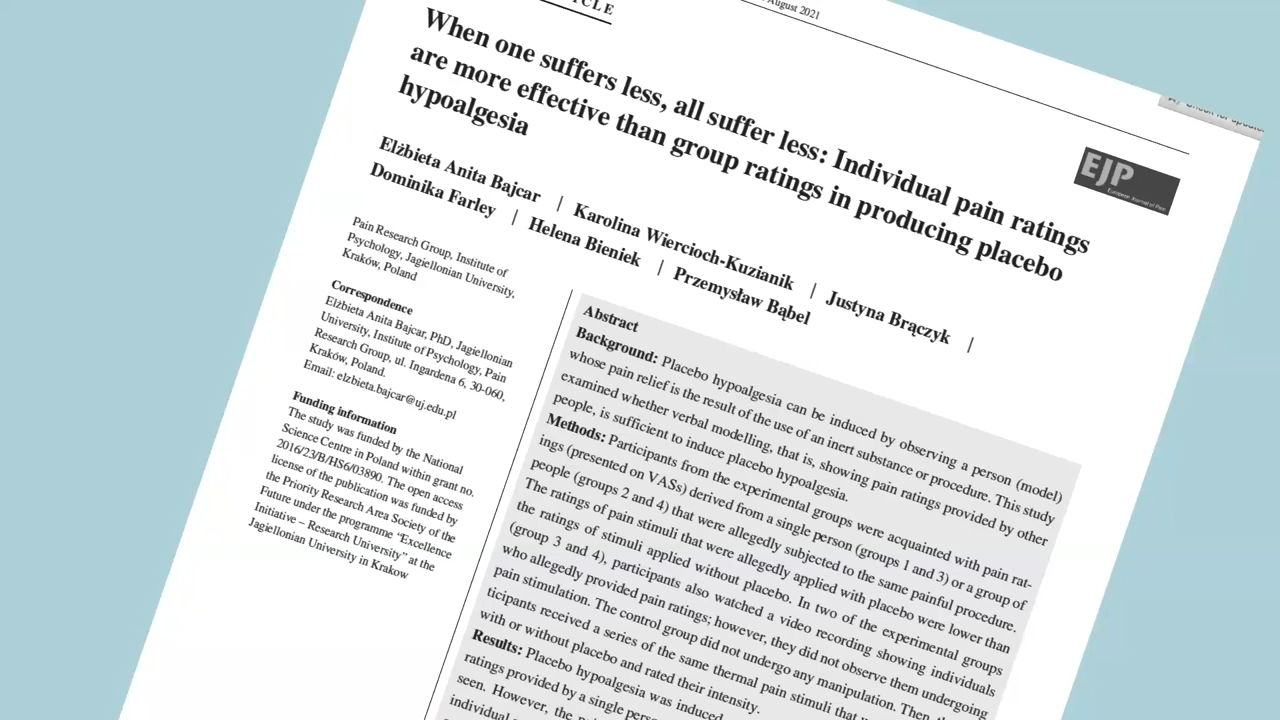 August 2021
When one suffers less, all suffer less: Individual pain ratings
are more effective than group ratings in producing placebo
hypoalgesia
EJP
European Journal of Pain
Elżbieta Anita Bajcar | Karolina Wiercioch-Kuzianik | Justyna Brączyk |
Dominika Farley | Helena Bieniek | Przemysław Bąbel
Pain Research Group, Institute of
Psychology, Jagiellonian University,
Kraków, Poland
Correspondence
Elżbieta Anita Bajcar, PhD, Jagiellonian
University, Institute of Psychology, Pain
Research Group, ul. Ingardena 6, 30-060,
Kraków, Poland.
Email: elzbieta.bajcar@uj.edu.pl
Funding information
The study was funded by the National
Science Centre in Poland within grant no.
2016/23/B/HS6/03890. The open access
license of the publication was funded by
the Priority Research Area Society of the
Future under the programme “Excellence
Initiative – Research University” at the
Jagiellonian University in Krakow
Abstract
Background: Placebo hypoalgesia can be induced by observing a person (model)
whose pain relief is the result of the use of an inert substance or procedure. This study
examined whether verbal modelling, that is, showing pain ratings provided by other
people, is sufficient to induce placebo hypoalgesia.
Methods: Participants from the experimental groups were acquainted with pain rat-
ings (presented on VASs) derived from a single person (groups 1 and 3) or a group of
people (groups 2 and 4) that were allegedly subjected to the same painful procedure.
The ratings of pain stimuli that were allegedly applied with placebo were lower than
the ratings of stimuli applied without placebo. In two of the experimental groups
(group 3 and 4), participants also watched a video recording showing individuals
who allegedly provided pain ratings; however, they did not observe them undergoing
pain stimulation. The control group did not undergo any manipulation. Then,
ticipants received a series of the same thermal pain stimuli that
with or without placebo and rated their intensity.
Results: Placebo hypoalgesia was induced
ratings provided by a single
seen. However, the
individual